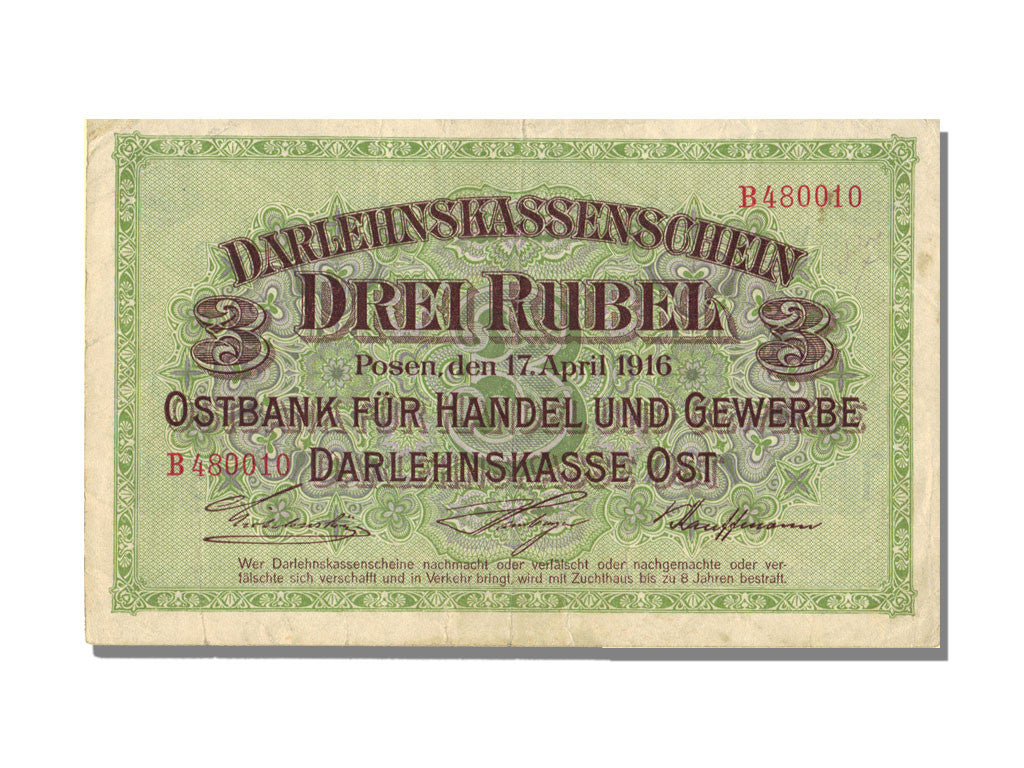 B 480010
DARLEHNSKASSENSCHEIN
3 DREI RUBEL 3
Posen, den 17. April 1916
OSTBANK FÜR HANDEL UND GEWERBE
B 480010 DARLEHNSKASSE OST
Kauffmann
Wer Darlehnskassenscheine nachmacht oder verfälscht oder nachgemachte oder ver-
fälschte sich verschafft und in Verkehr bringt, wird mit Zuchthaus bis zu 8 Jahren bestraft.